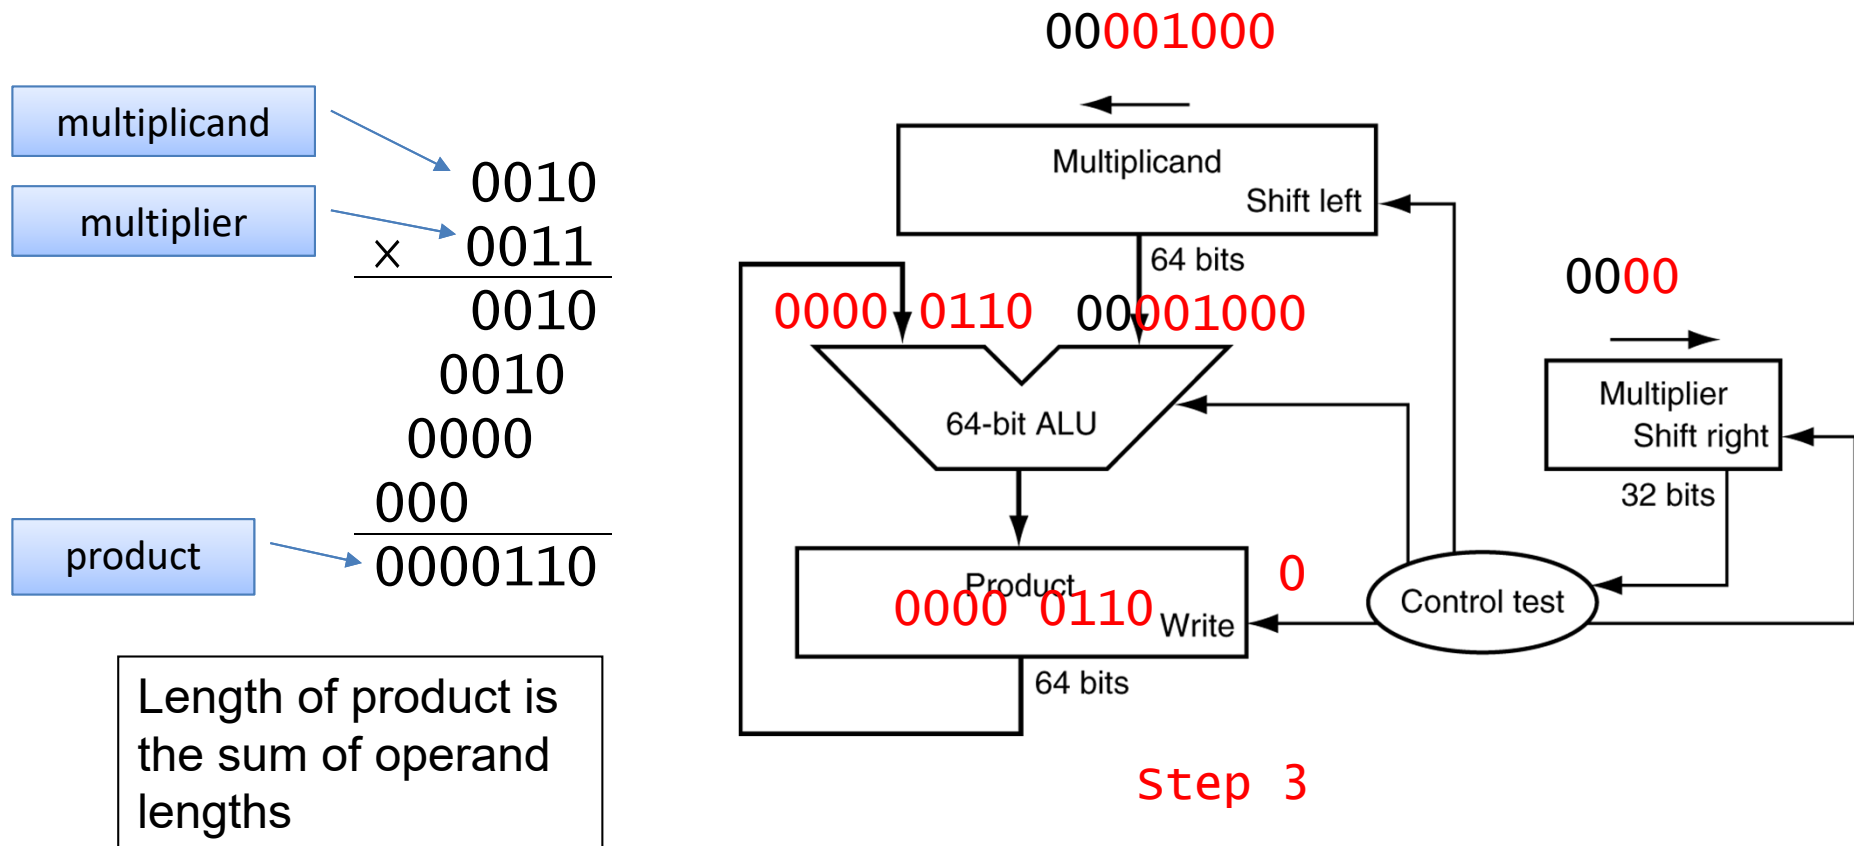 multiplicand
multiplier
0010
× 0011
0010
0010
0000
000
product
0000110
Length of product is
the sum of operand
lengths
00001000
Multiplicand
Shift left
64 bits
0000 0110
00001000
64-bit ALU
0000
Multiplier
Shift right
32 bits
Product
0000 0110
Write
0
Control test
64 bits
Step 3